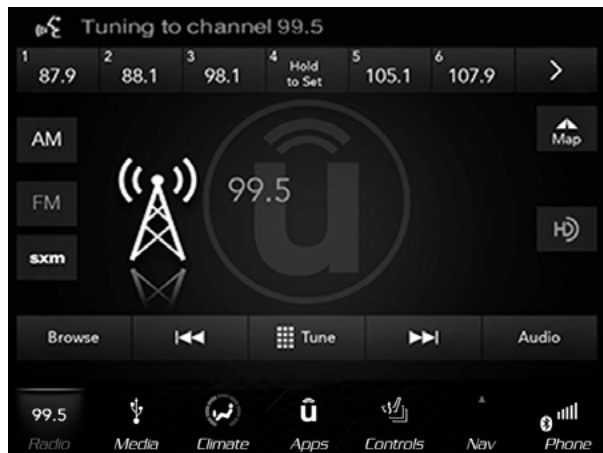 Tuning to channel 99.5
1 87.9 2 88.1 3 98.1 4 Hold to Set 5 105.1 6 107.9
AM
Map
FM
99.5
HD
sxm
Browse Tune Audio
99.5
Radio Media Climate Apps Controls Nav Phone